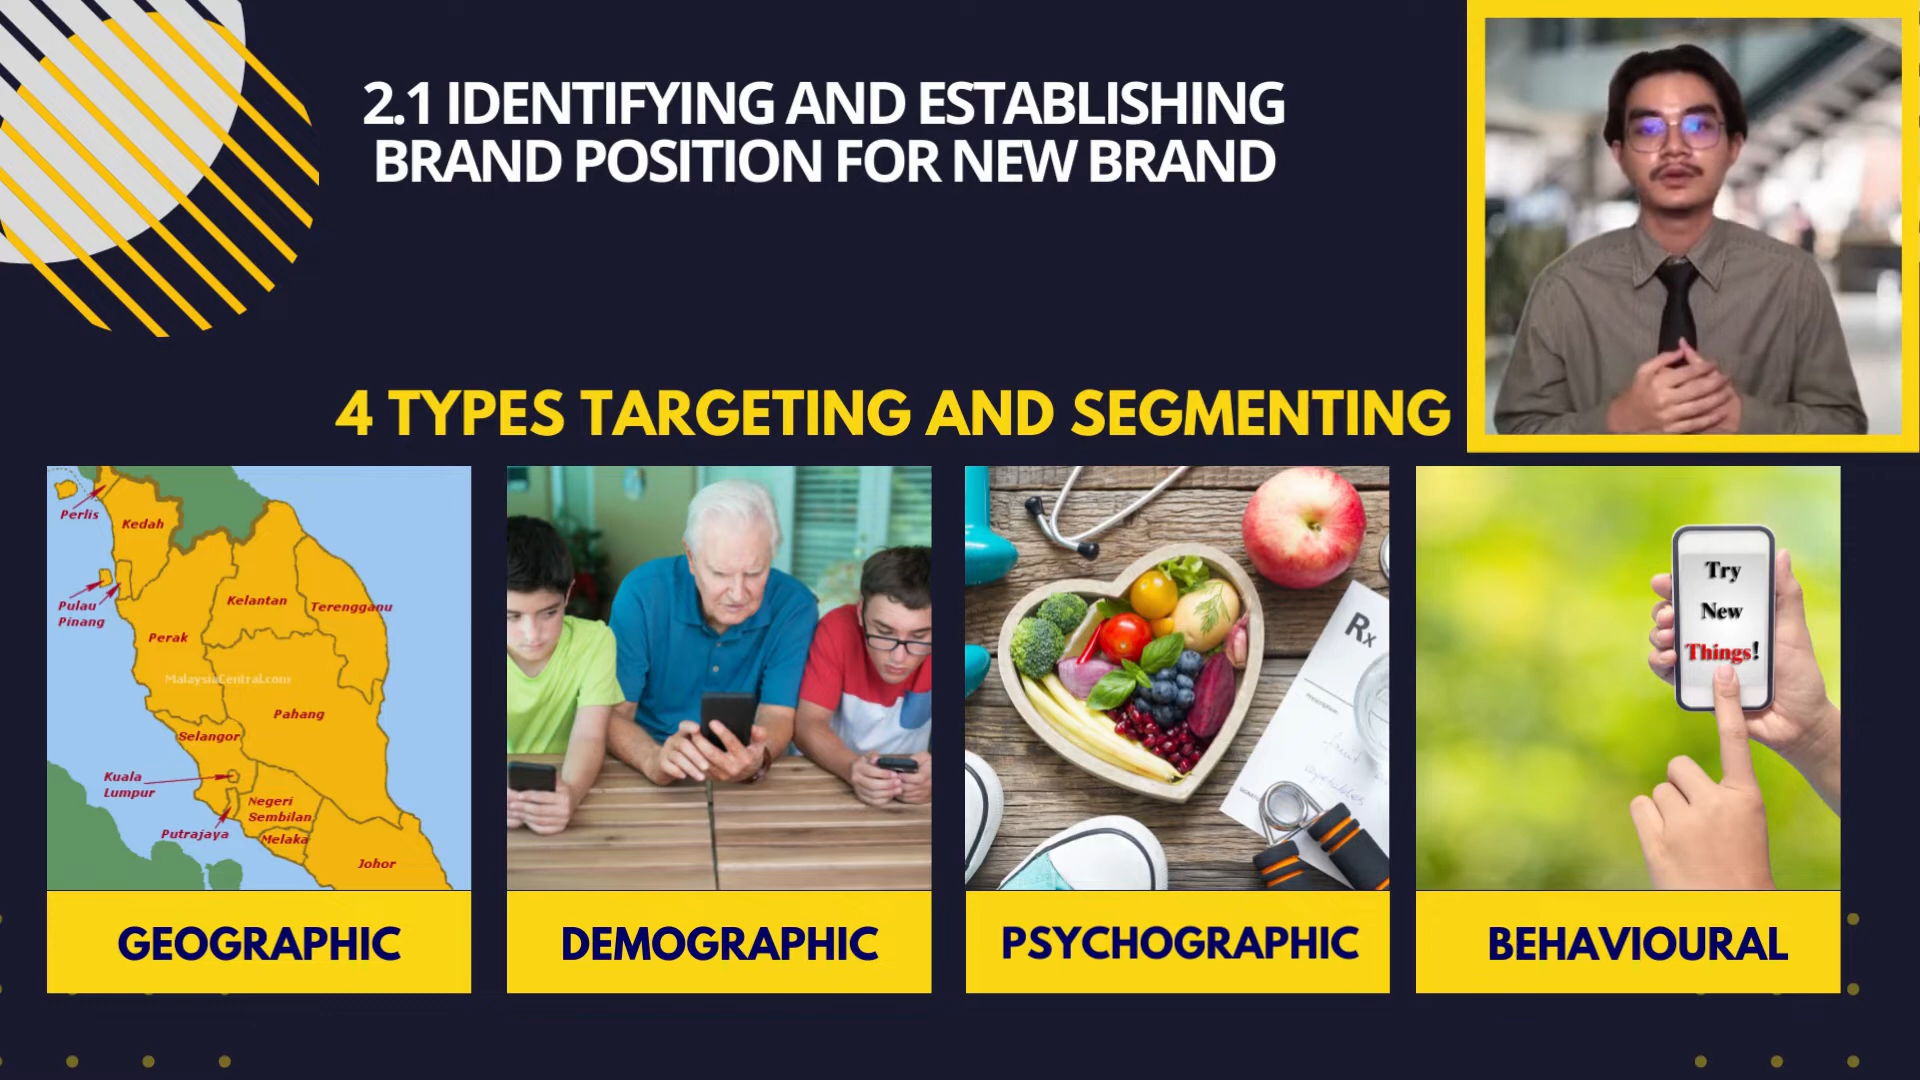 2.1 IDENTIFYING AND ESTABLISHING
BRAND POSITION FOR NEW BRAND
4 TYPES TARGETING AND SEGMENTING
Perlis
Kedah
Pulau
Pinang
Perak
Kelantan
Terengganu
MalaysiaCentral.com
Pahang
Selangor
Kuala
Lumpur
Negeri
Sembilan
Putrajaya
Melaka
Johor
Rx
Try
New
Things!
GEOGRAPHIC
DEMOGRAPHIC
PSYCHOGRAPHIC
BEHAVIOURAL